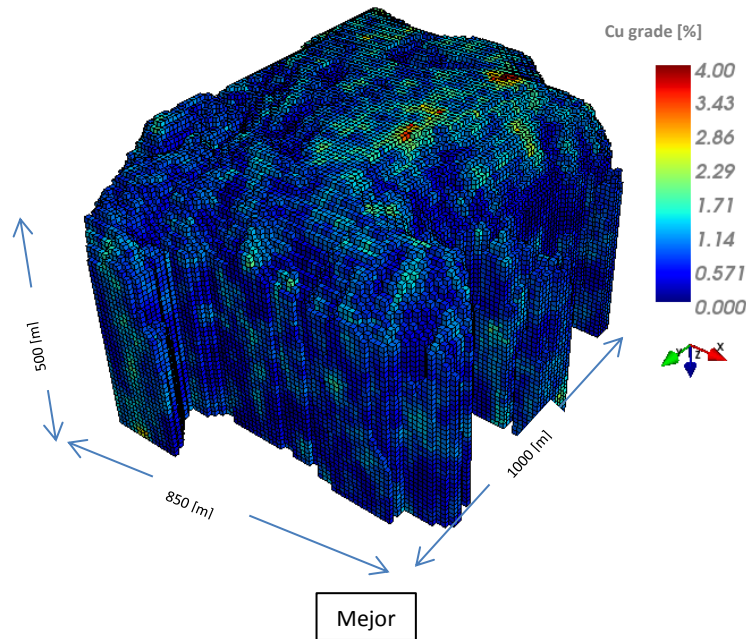 Cu grade [%]
4.00
3.43
2.86
2.29
1.71
1.14
0.571
0.000
Y
Z
X
500 [m]
850 [m]
1000 [m]
Mejor